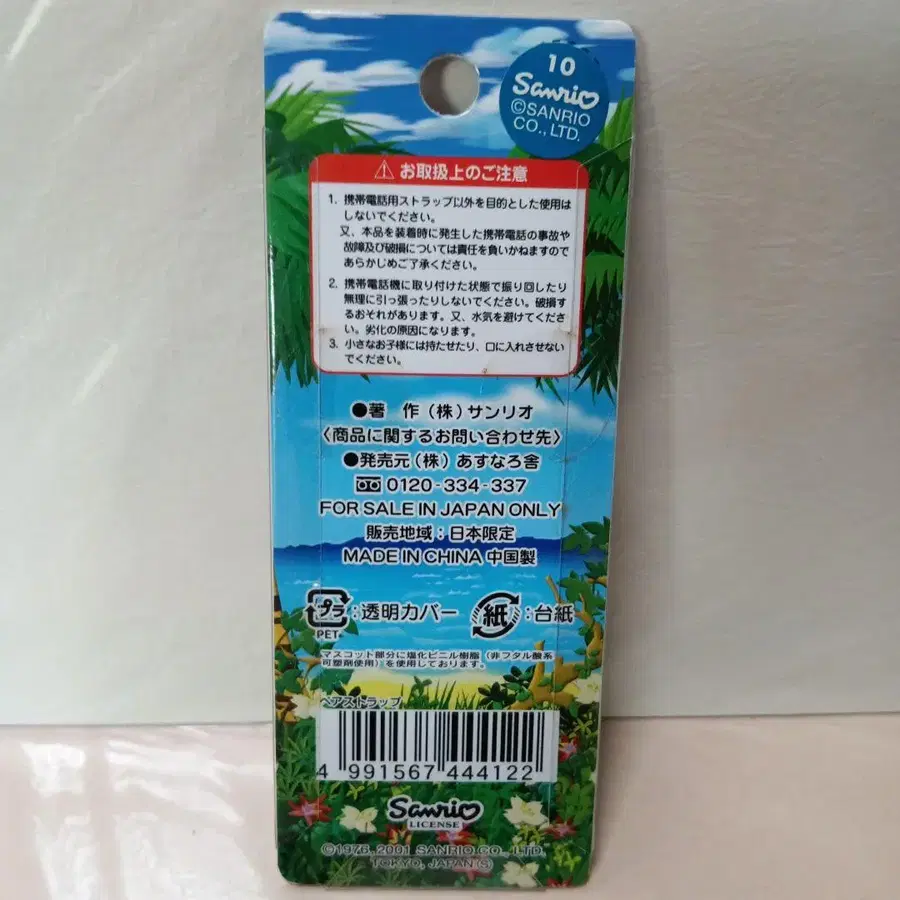 10
Sanrio
©SANRIO
CO., LTD.
⚠ お取扱上のご注意
1. 携帯電話用ストラップ以外を目的とした使用は
しないでください。
又、本品を装着時に発生した携帯電話の事故や
故障及び破損については責任を負いかねますので
あらかじめご了承ください。
2. 携帯電話機に取り付けた状態で振り回したり
無理に引っ張ったりしないでください。破損す
るおそれがあります。又、水気を避けてくださ
い。劣化の原因になります。
3. 小さなお子様には持たせたり、口に入れさせない
でください。
●著 作(株)サンリオ
〈商品に関するお問い合わせ先〉
●発売元(株)あすなろ舎
0120-334-337
FOR SALE IN JAPAN ONLY
販売地域:日本限定
MADE IN CHINA 中国製
プラ:透明カバー 紙:台紙
PET
マスコット部分に塩化ビニル樹脂(非フタル酸系
可塑剤使用)を使用しております。
ペアストラップ
4 991567 444122
Sanrio
LICENSE
©1976, 2001 SANRIO CO., LTD.
TOKYO, JAPAN(S)